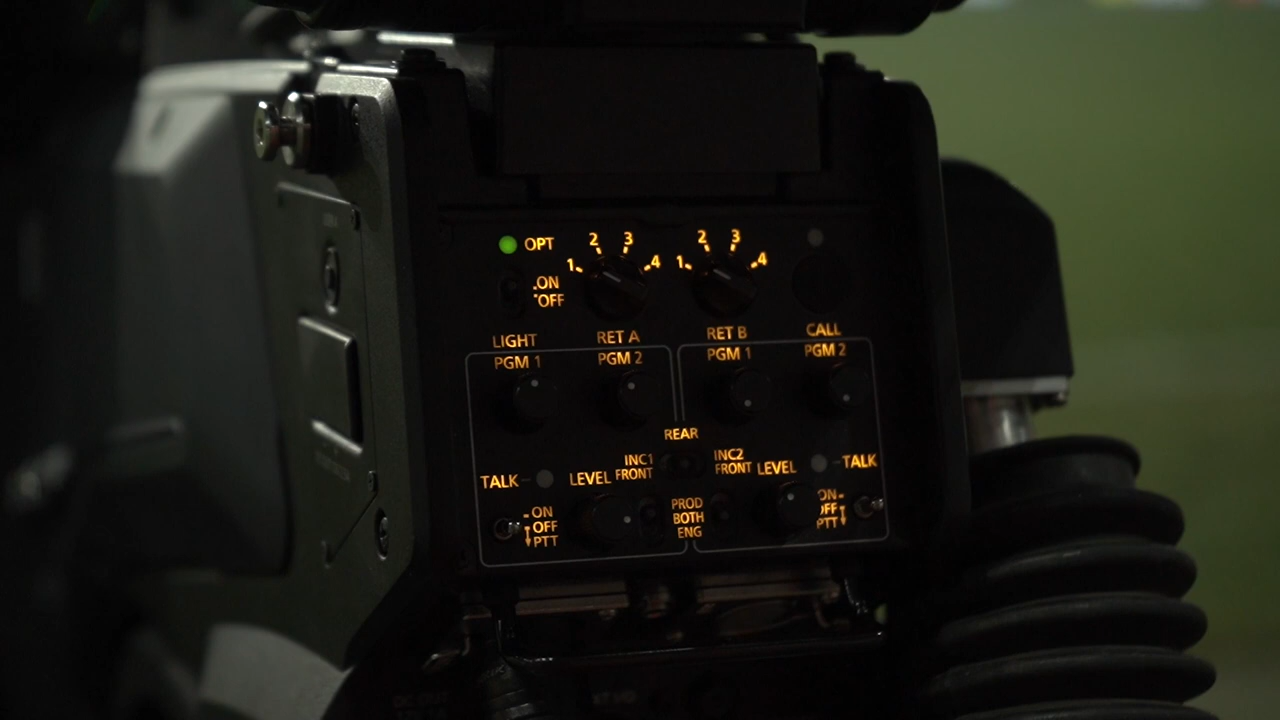 OPT
1 2 3 4
1 2 3 4
ON
OFF
LIGHT RET A RET B CALL
PGM 1 PGM 2 PGM 1 PGM 2
REAR
INC1
FRONT
INC2
FRONT
TALK LEVEL
LEVEL TALK
ON
OFF
PTT
PROD
BOTH
ENG
ON
OFF
PTT